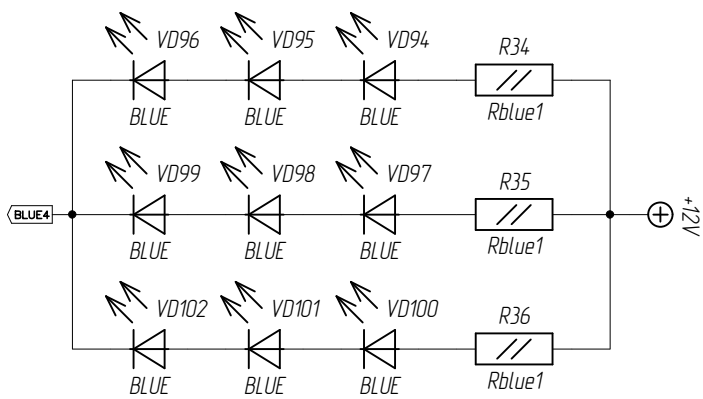 VD96 VD95 VD94 R34
BLUE BLUE BLUE Rblue1
VD99 VD98 VD97 R35
BLUE4 +12V
BLUE BLUE BLUE Rblue1
VD102 VD101 VD100 R36
BLUE BLUE BLUE Rblue1